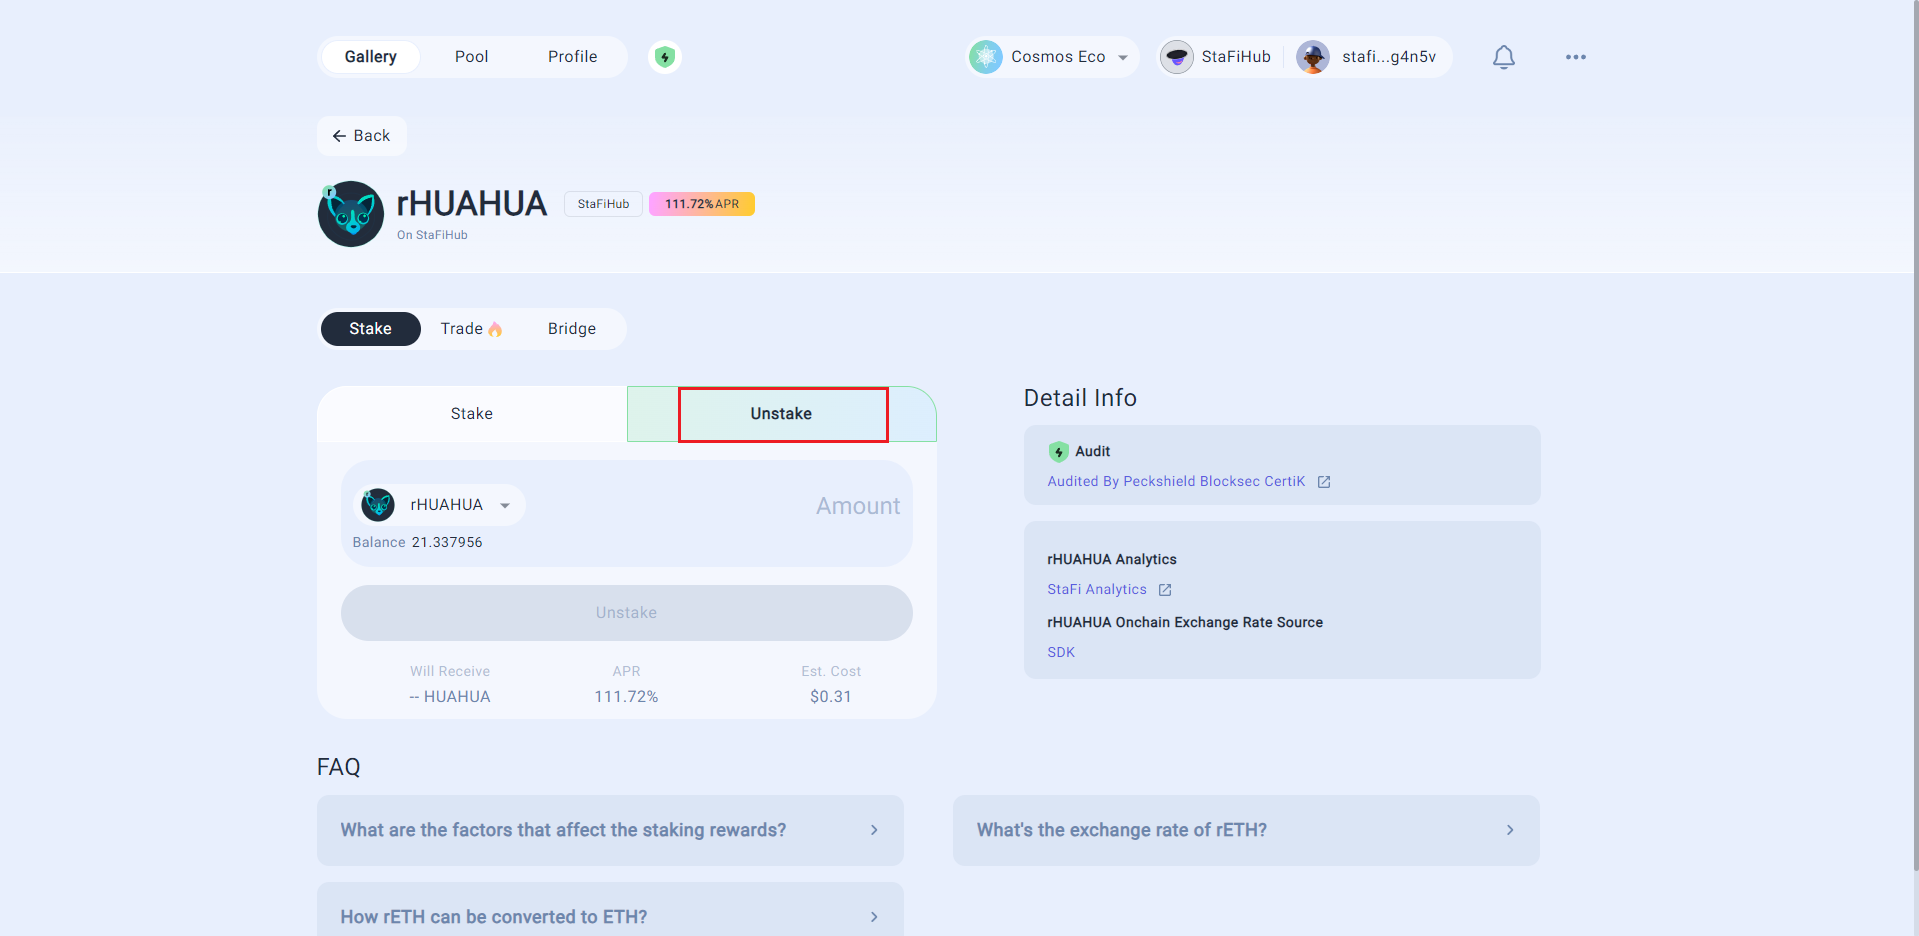 Gallery Pool Profile Cosmos Eco StaFiHub stafi...g4n5v
Back
r
rHUAHUA StaFiHub 111.72% APR
On StaFiHub
Stake Trade Bridge
Stake Unstake
rHUAHUA Amount
Balance 21.337956
Unstake
Will Receive APR Est. Cost
-- HUAHUA 111.72% $0.31
Detail Info
Audit
Audited By Peckshield Blocksec CertiK
rHUAHUA Analytics
StaFi Analytics
rHUAHUA Onchain Exchange Rate Source
SDK
FAQ
What are the factors that affect the staking rewards?
What's the exchange rate of rETH?
How rETH can be converted to ETH?